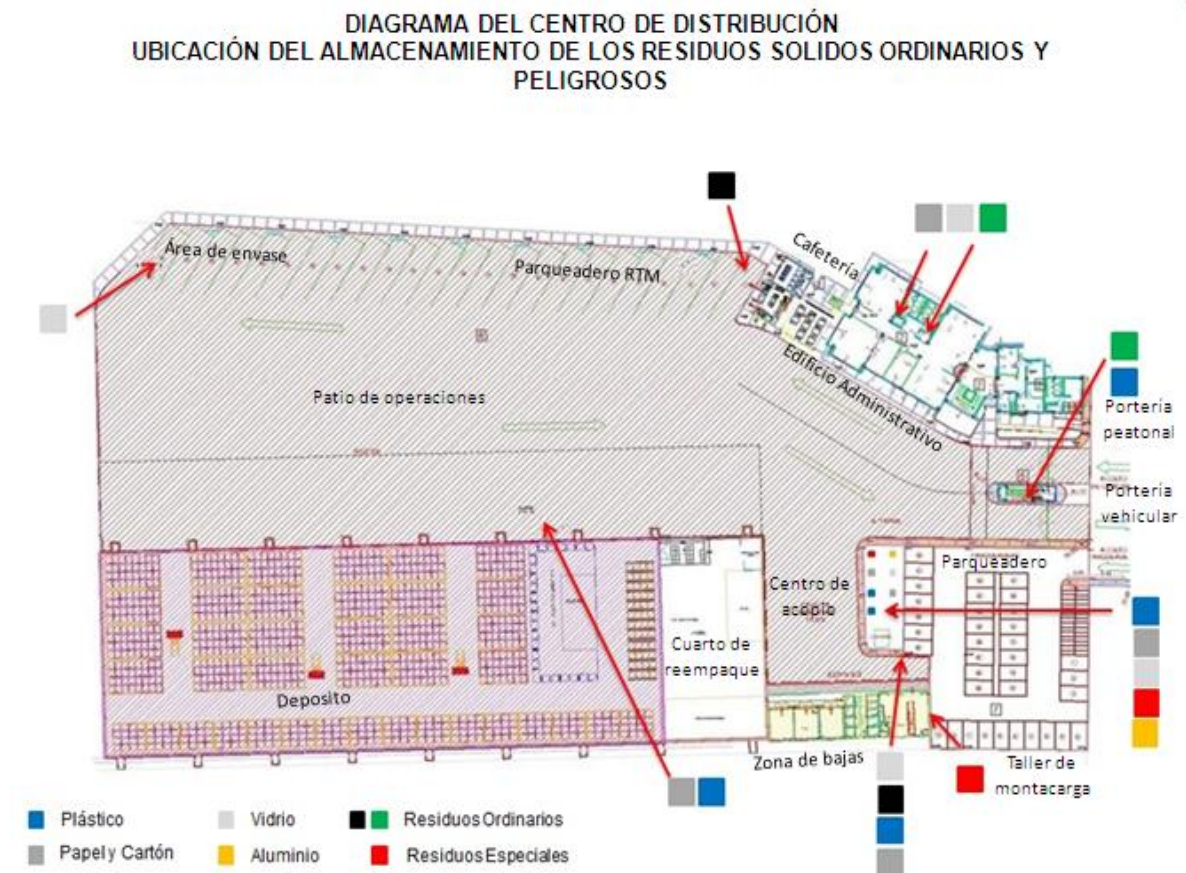 DIAGRAMA DEL CENTRO DE DISTRIBUCIÓN
UBICACIÓN DEL ALMACENAMIENTO DE LOS RESIDUOS SOLIDOS ORDINARIOS Y
PELIGROSOS
Área de envase
Parqueadero RTM
Cafetería
Edificio Administrativo
Patio de operaciones
Portería
peatonal
Portería
vehicular
Parqueadero
Centro de
acopio
Cuarto de
reempaque
Deposito
Zona de bajas
Taller de
montacarga
Plástico
Vidrio
Residuos Ordinarios
Papel y Cartón
Aluminio
Residuos Especiales